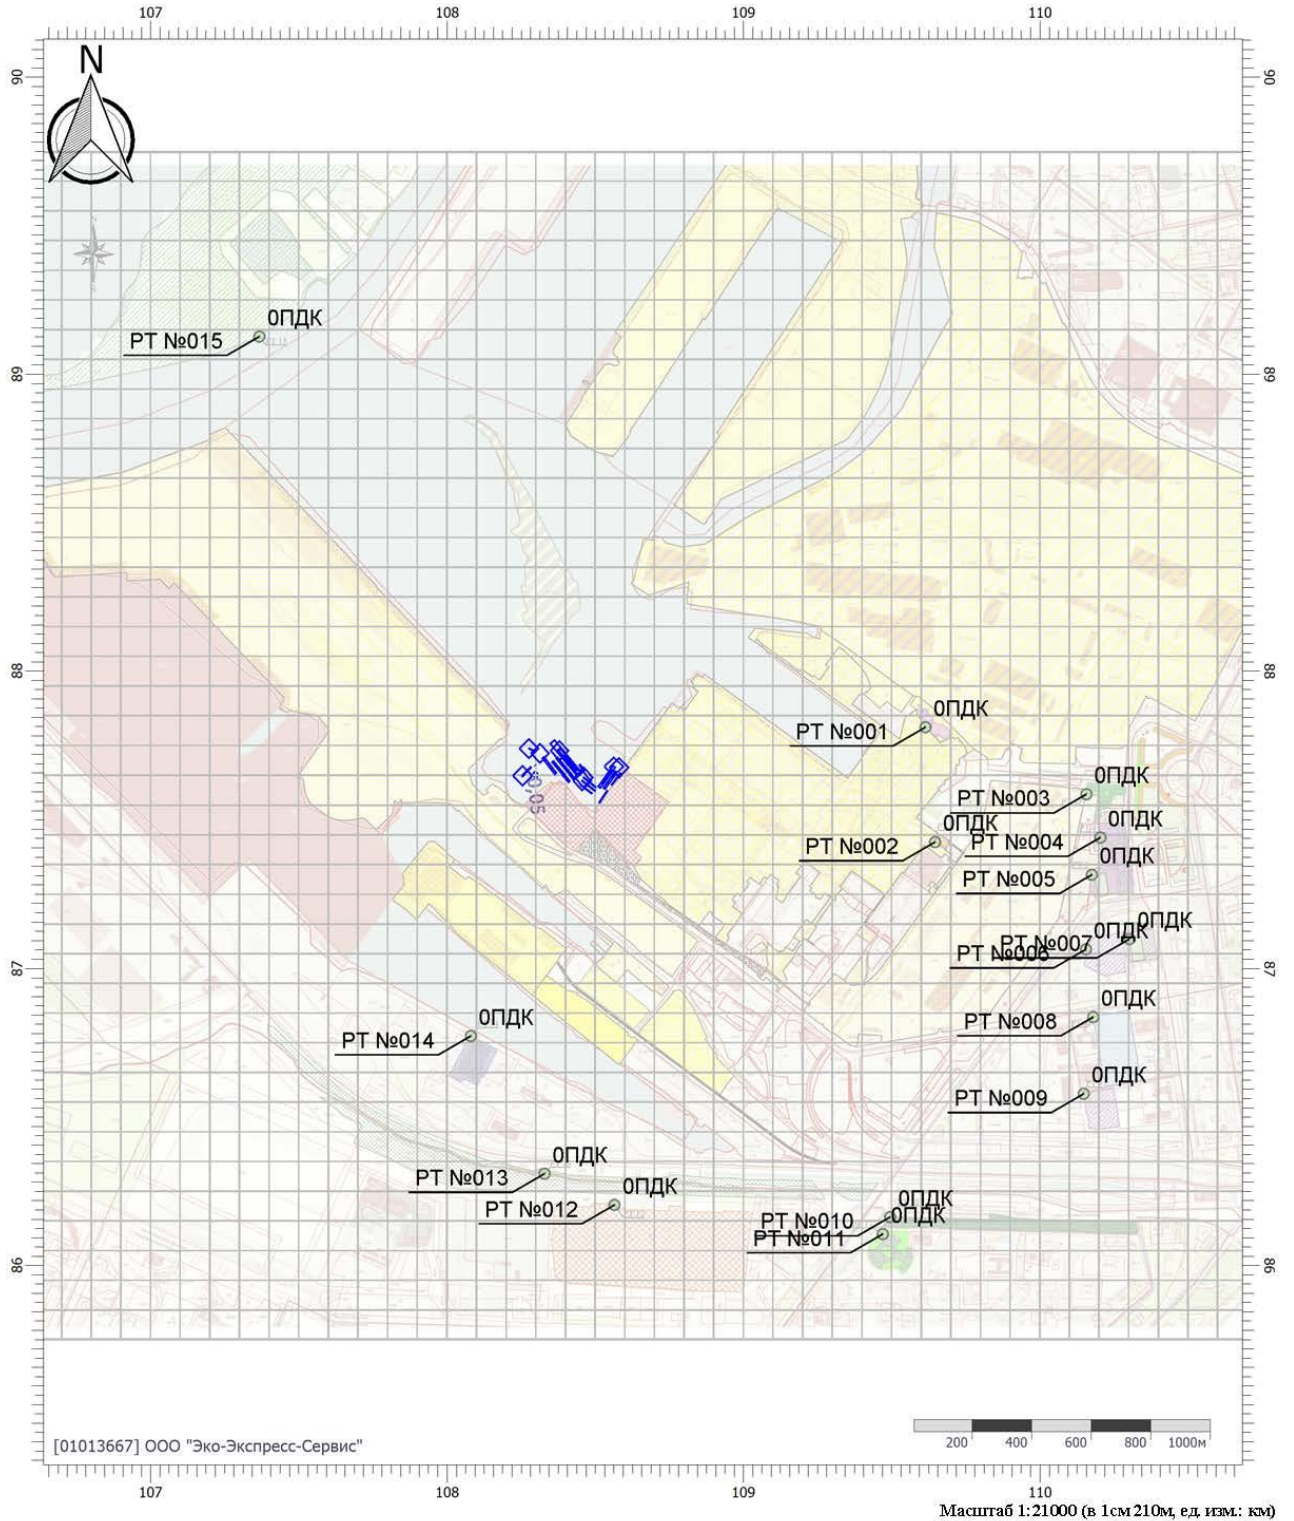 107 108 109 110
N
90 90
0ПДК
РТ №015
89 89
88 88
0ПДК
РТ №001
0ПДК
РТ №003
0,05
0ПДК
0ПДК
РТ №002
РТ №004
0ПДК
РТ №005
0ПДК
0ПДК
РТ №007
РТ №006
87 87
0ПДК
РТ №008
0ПДК
РТ №014
0ПДК
РТ №009
0ПДК
РТ №013
0ПДК
РТ №012
0ПДК
РТ №010
0ПДК
РТ №011
86 86
[01013667] ООО "Эко-Экспресс-Сервис"
200 400 600 800 1000м
107 108 109 110
Масштаб 1:21000 (в 1см 210м, ед. изм.: км)